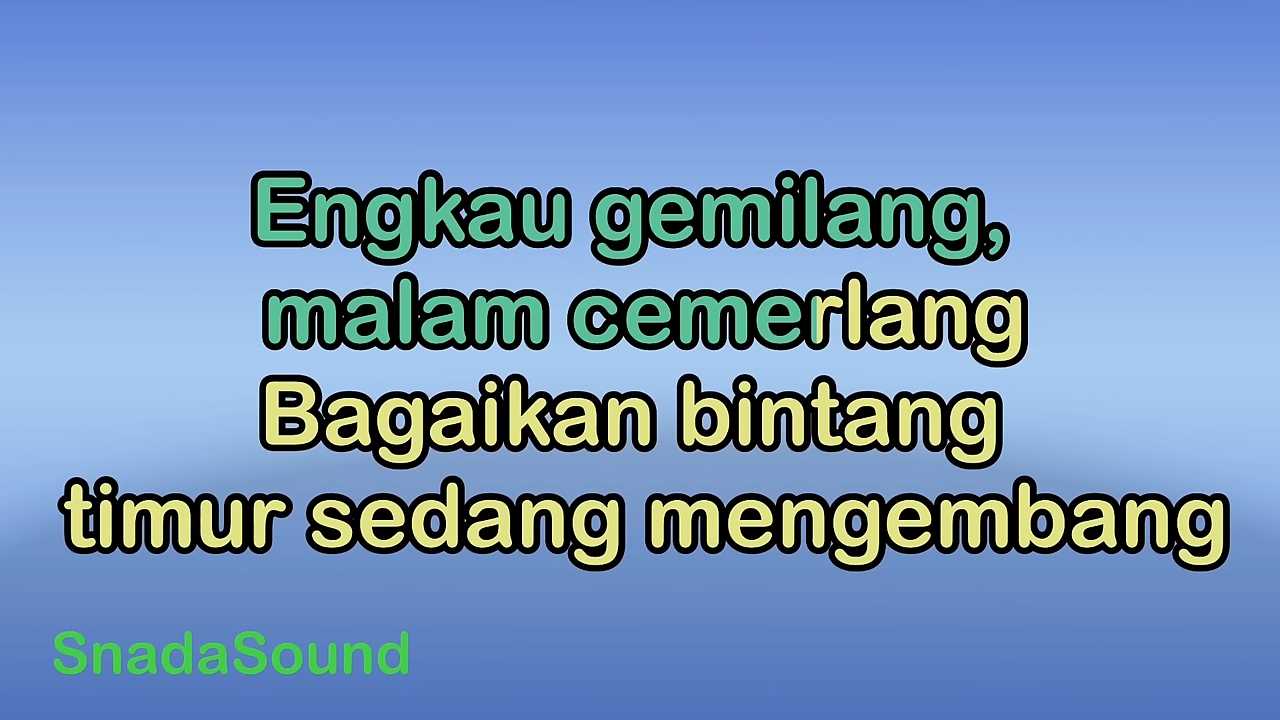 Engkau gemilang,
malam cemerlang
Bagaikan bintang
timur sedang mengembang
SnadaSound